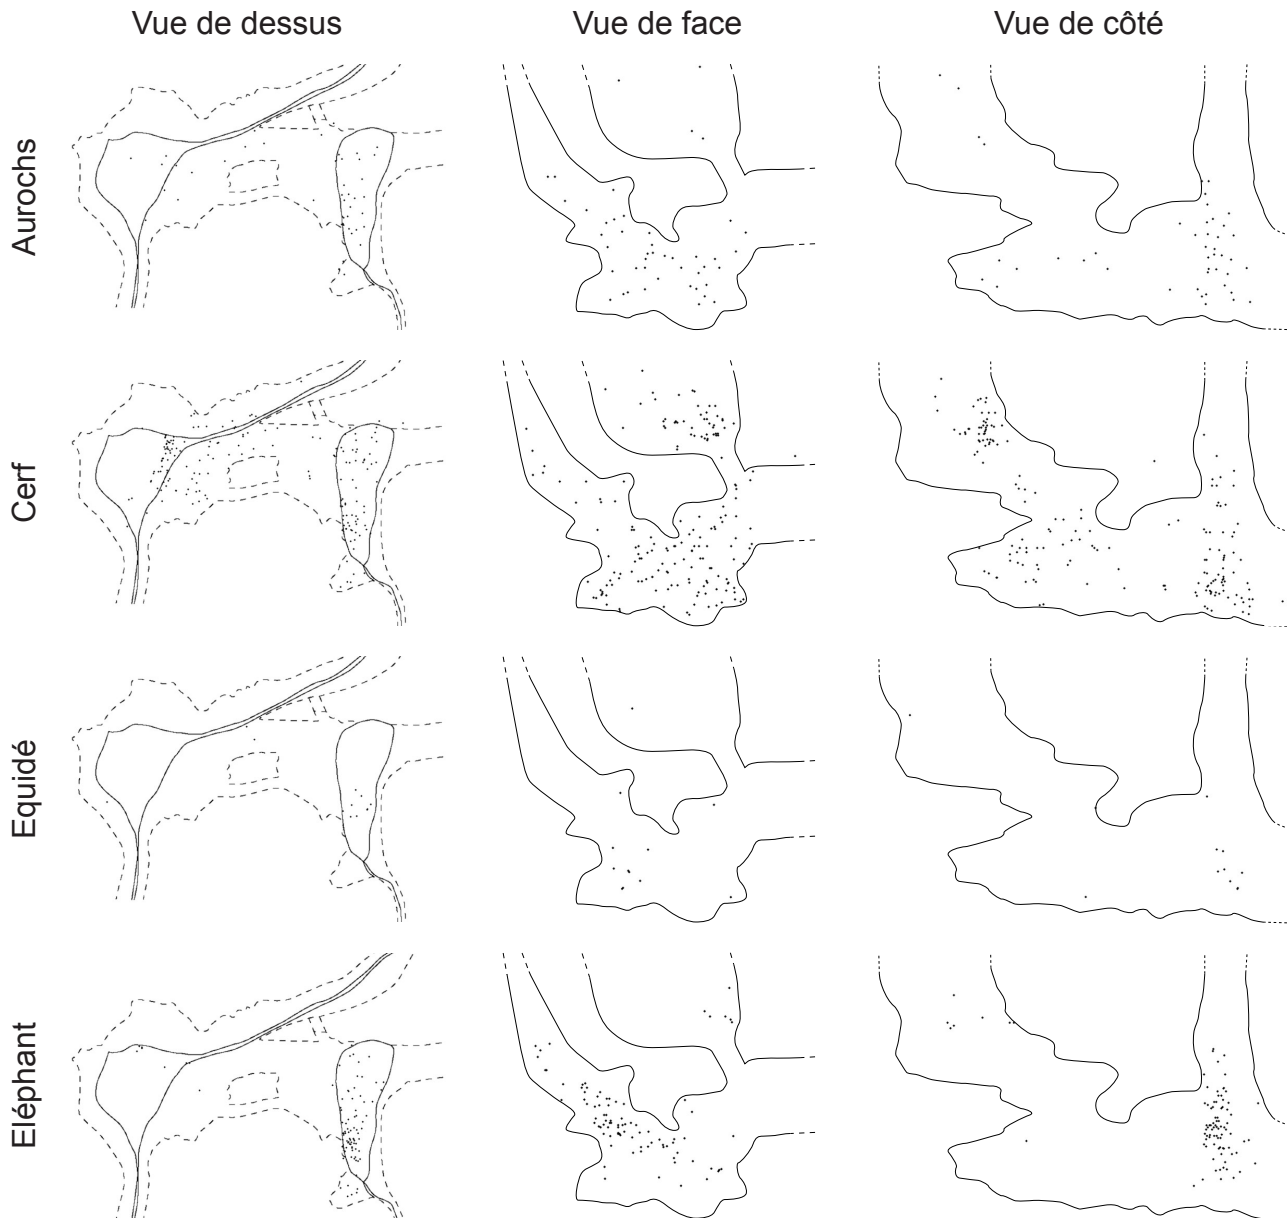 Vue de dessus
Vue de face
Vue de côté
Aurochs
Cerf
Equidé
Eléphant